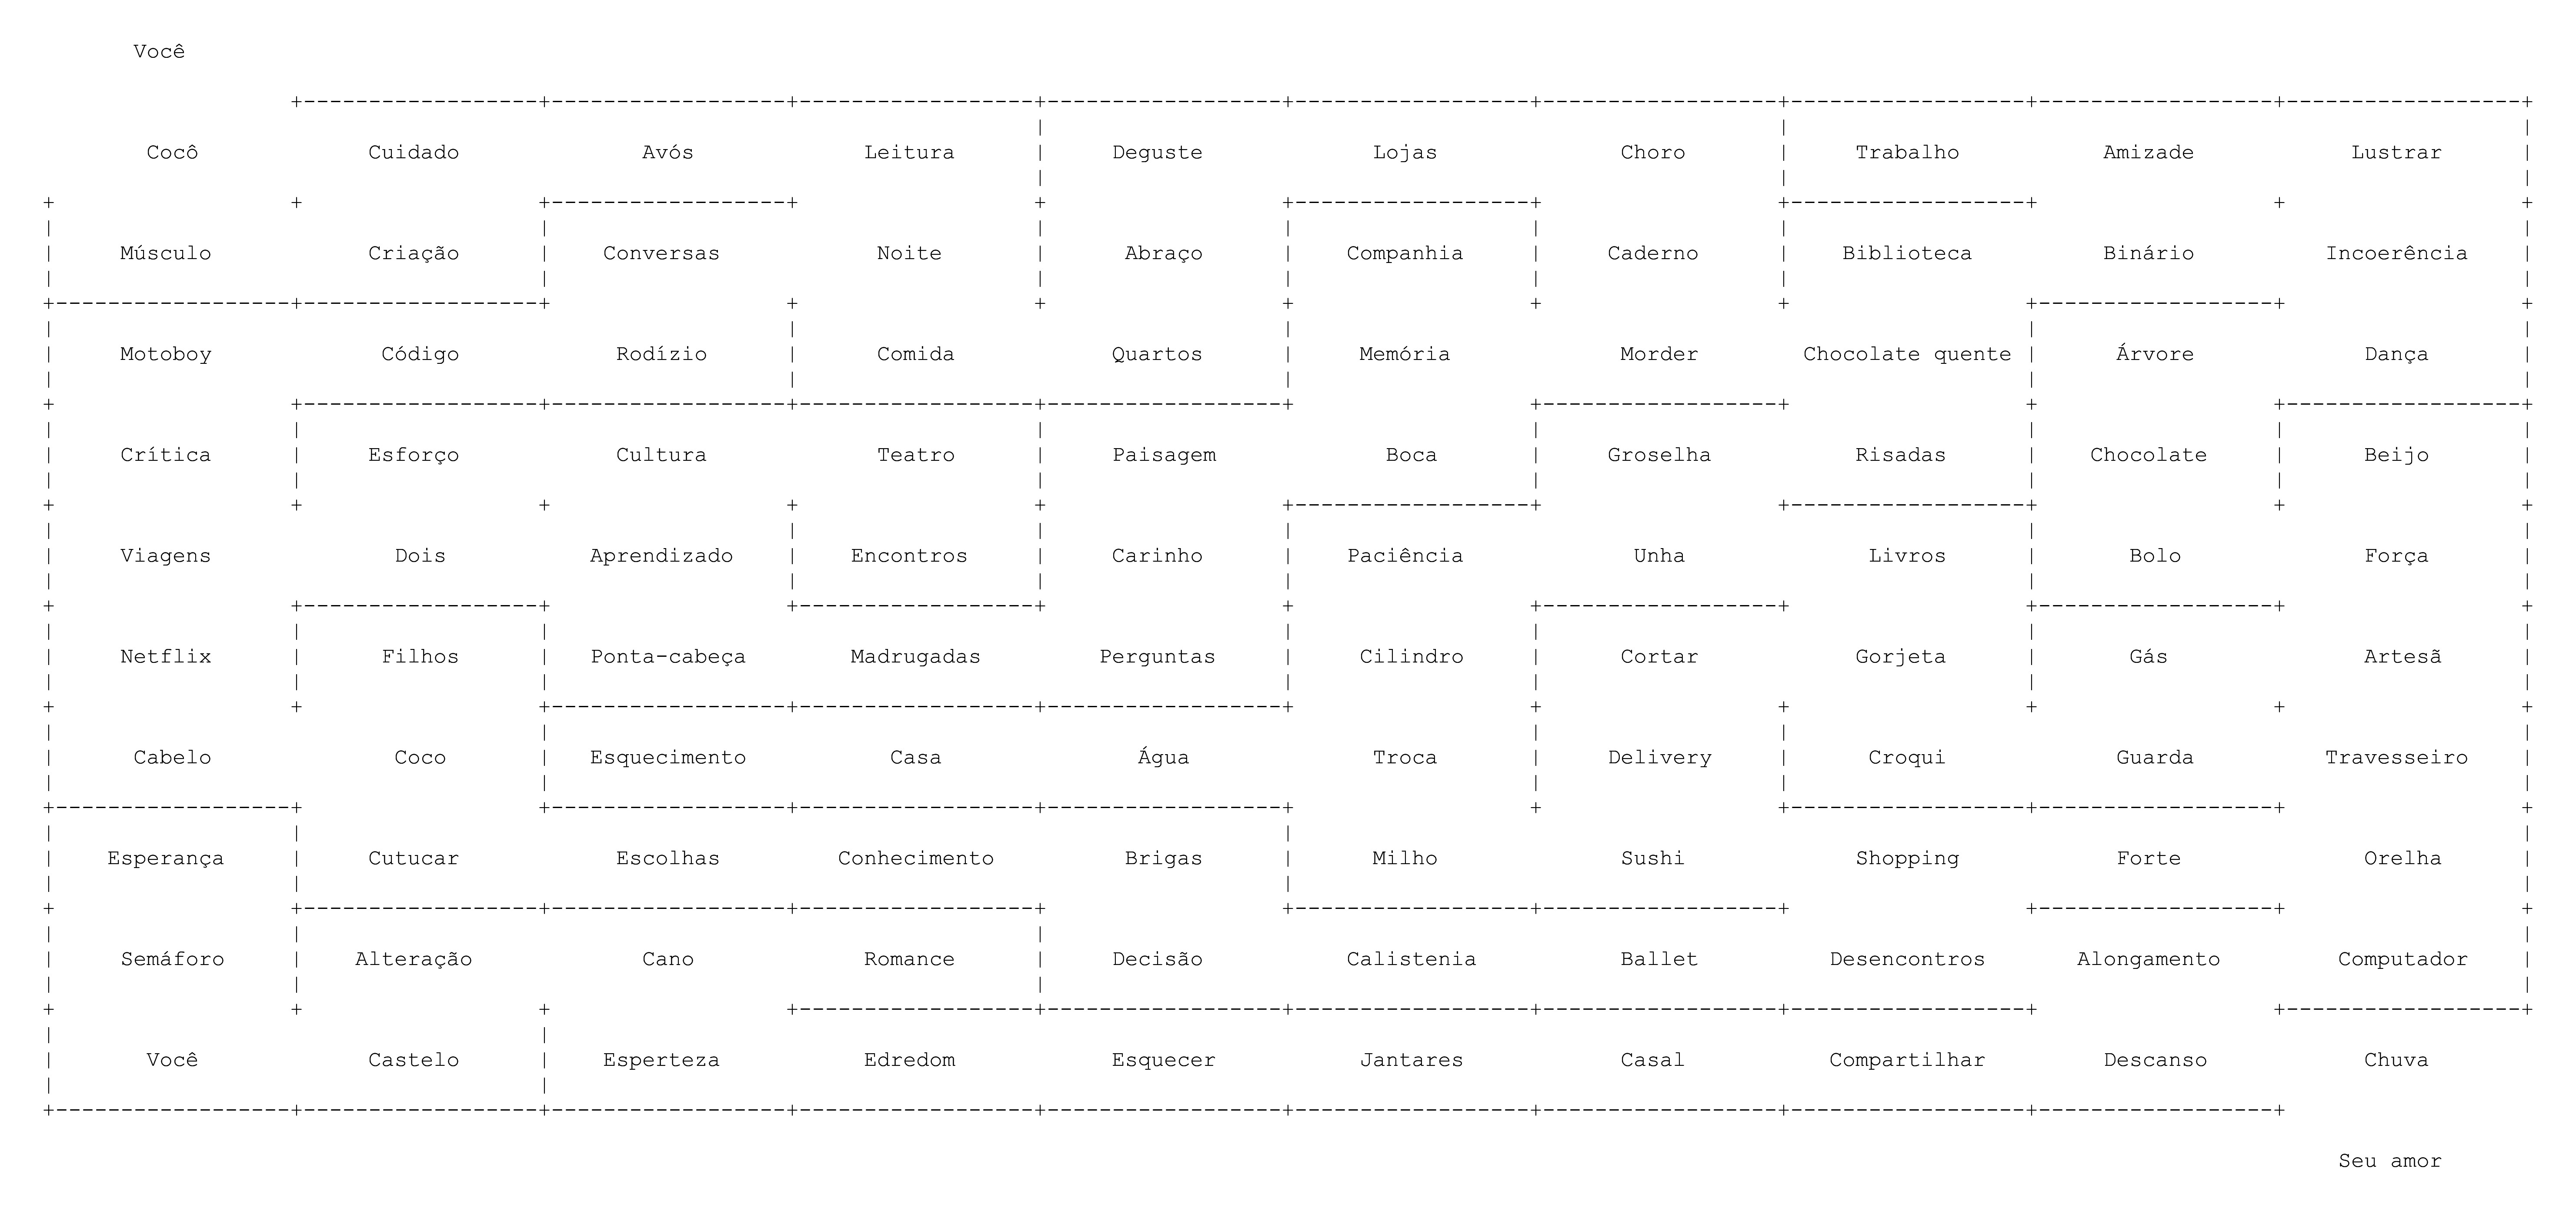 Você
Cocô Cuidado Avós Leitura Deguste Lojas Choro Trabalho Amizade Lustrar
Músculo Criação Conversas Noite Abraço Companhia Caderno Biblioteca Binário Incoerência
Motoboy Código Rodízio Comida Quartos Memória Morder Chocolate quente Árvore Dança
Crítica Esforço Cultura Teatro Paisagem Boca Groselha Risadas Chocolate Beijo
Viagens Dois Aprendizado Encontros Carinho Paciência Unha Livros Bolo Força
Netflix Filhos Ponta-cabeça Madrugadas Perguntas Cilindro Cortar Gorjeta Gás Artesã
Cabelo Coco Esquecimento Casa Água Troca Delivery Croqui Guarda Travesseiro
Esperança Cutucar Escolhas Conhecimento Brigas Milho Sushi Shopping Forte Orelha
Semáforo Alteração Cano Romance Decisão Calistenia Ballet Desencontros Alongamento Computador
Você Castelo Esperteza Edredom Esquecer Jantares Casal Compartilhar Descanso Chuva
Seu amor